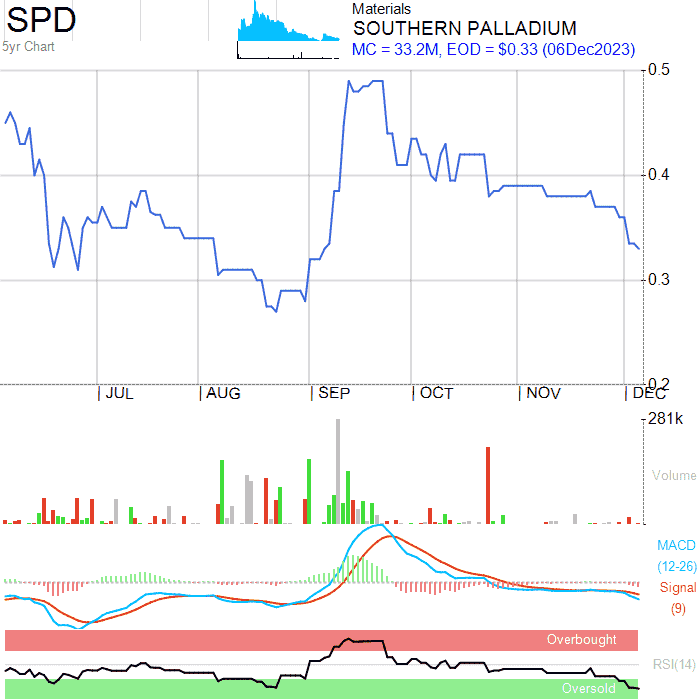 SPD
5yr Chart
Materials
SOUTHERN PALLADIUM
MC = 33.2M, EOD = $0.33 (06Dec2023)
0.5
0.4
0.3
0.2
JUL AUG SEP OCT NOV DEC
281k
Volume
MACD
(12-26)
Signal
(9)
Overbought
RSI(14)
Oversold